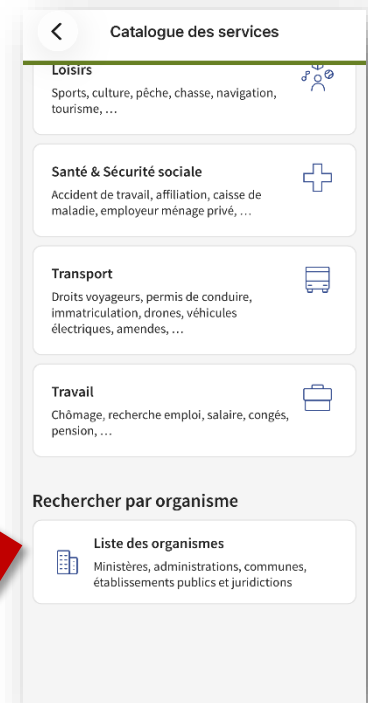 Catalogue des services
Loisirs
Sports, culture, pêche, chasse, navigation,
tourisme, …
Santé & Sécurité sociale
Accident de travail, affiliation, caisse de
maladie, employeur ménage privé, …
Transport
Droits voyageurs, permis de conduire,
immatriculation, drones, véhicules
électriques, amendes, …
Travail
Chômage, recherche emploi, salaire, congés,
pension, …
Rechercher par organisme
Liste des organismes
Ministères, administrations, communes,
établissements publics et juridictions